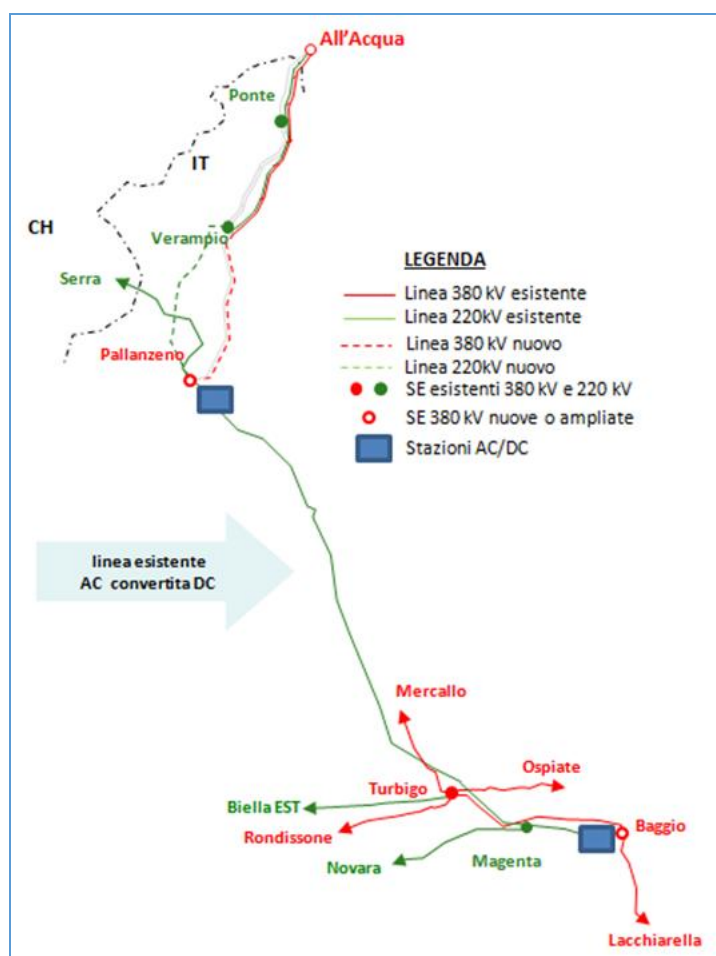 All'Acqua
Ponte
IT
CH
Verampio
Serra
Pallanzeno
LEGENDA
Linea 380 kV esistente
Linea 220kV esistente
Linea 380 kV nuovo
Linea 220kV nuovo
SE esistenti 380 kV e 220 kV
SE 380 kV nuove o ampliate
Stazioni AC/DC
linea esistente
AC convertita DC
Mercallo
Ospiate
Turbigo
Biella EST
Rondissone
Baggio
Novara
Magenta
Lacchiarella